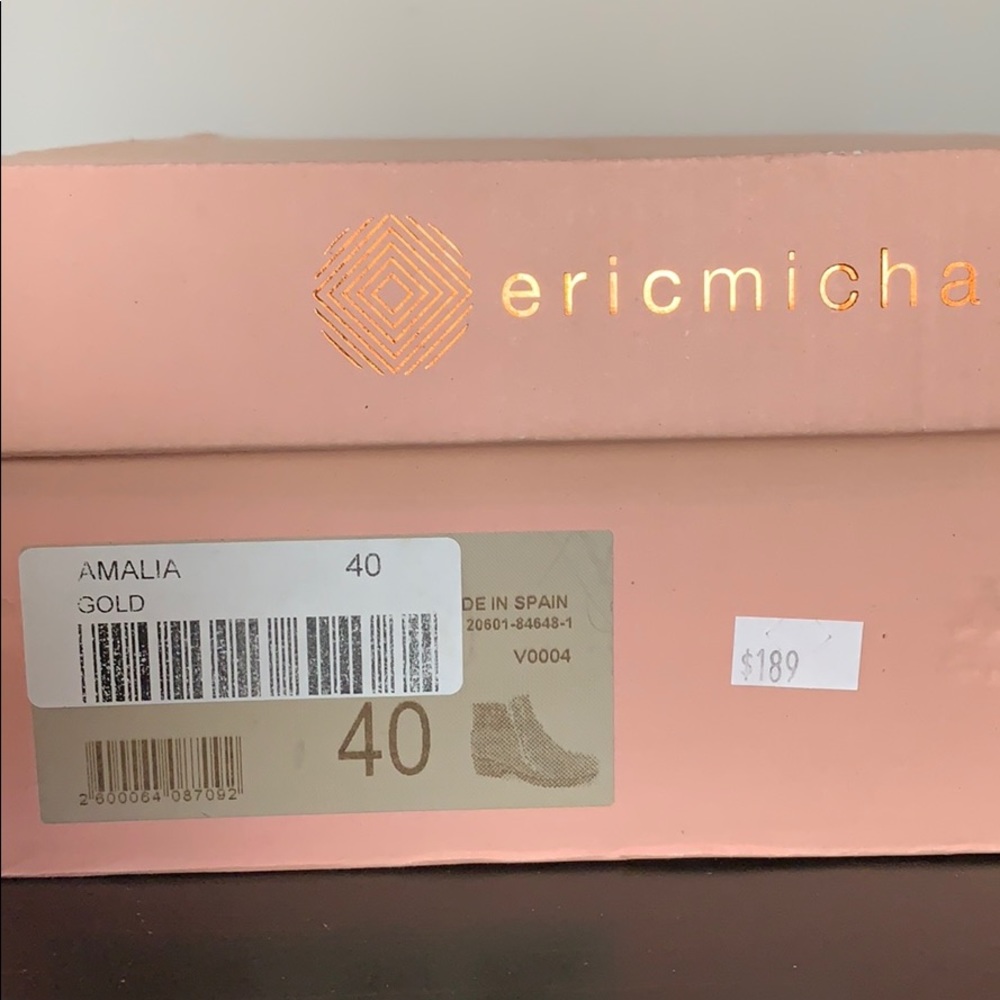 ericmicha
AMALIA 40
GOLD
DE IN SPAIN
20601-84648-1
V0004
40
2 600064 087092
$189